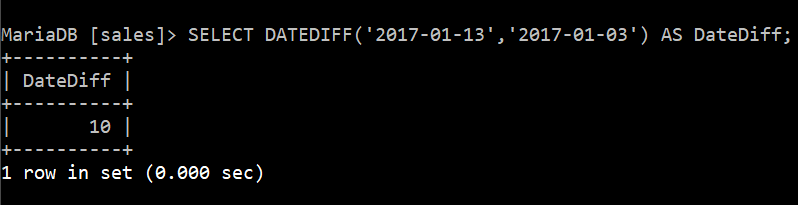 MariaDB [sales]> SELECT DATEDIFF('2017-01-13','2017-01-03') AS DateDiff;
+----------+
| DateDiff |
+----------+
|       10 |
+----------+
1 row in set (0.000 sec)